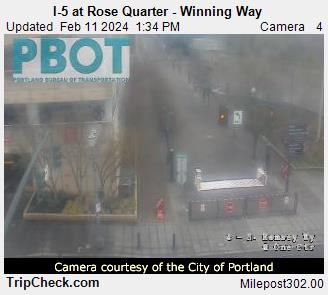 I-5 at Rose Quarter - Winning Way
Updated Feb 11 2024 1:34 PM Camera 4
PBOT
PORTLAND BUREAU OF TRANSPORTATION
Camera courtesy of the City of Portland
TripCheck.com Milepost302.00